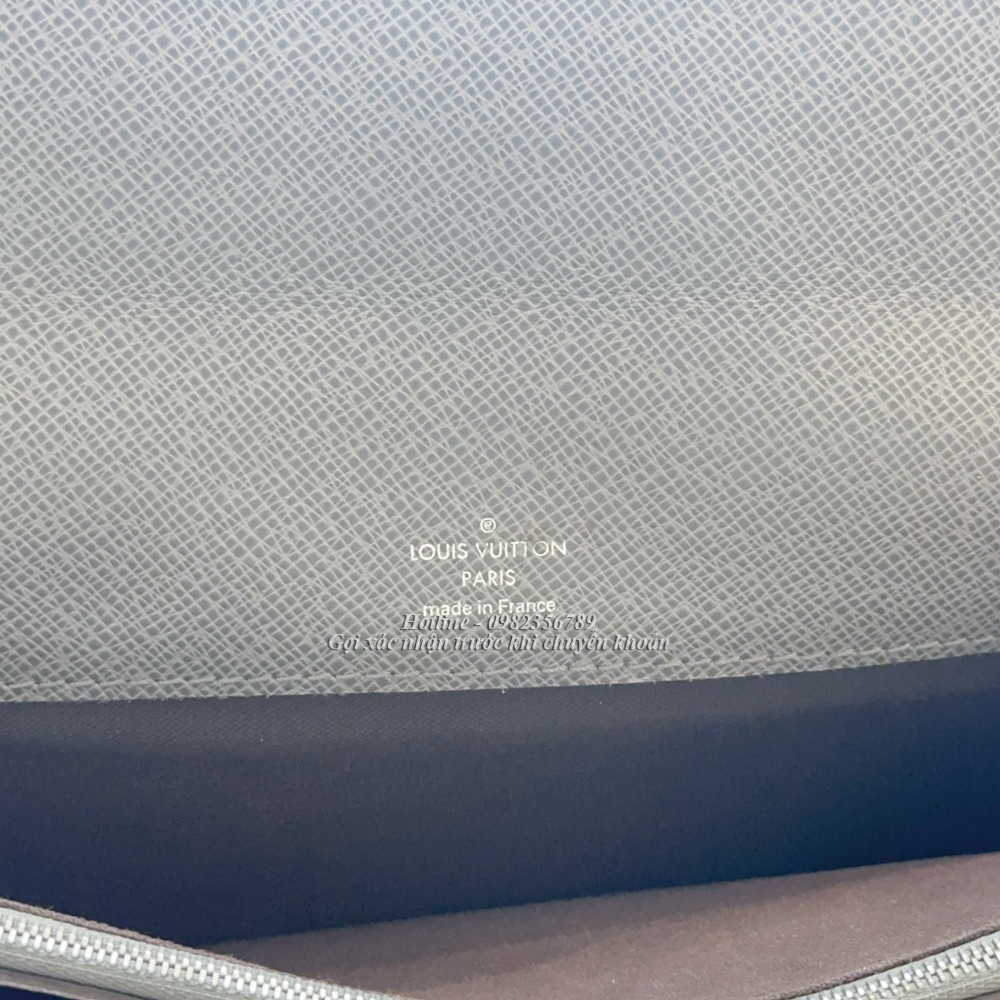 ®
LOUIS VUITTON
PARIS
made in France
Hotline - 0982356789
Gọi xác nhận trước khi chuyển khoản